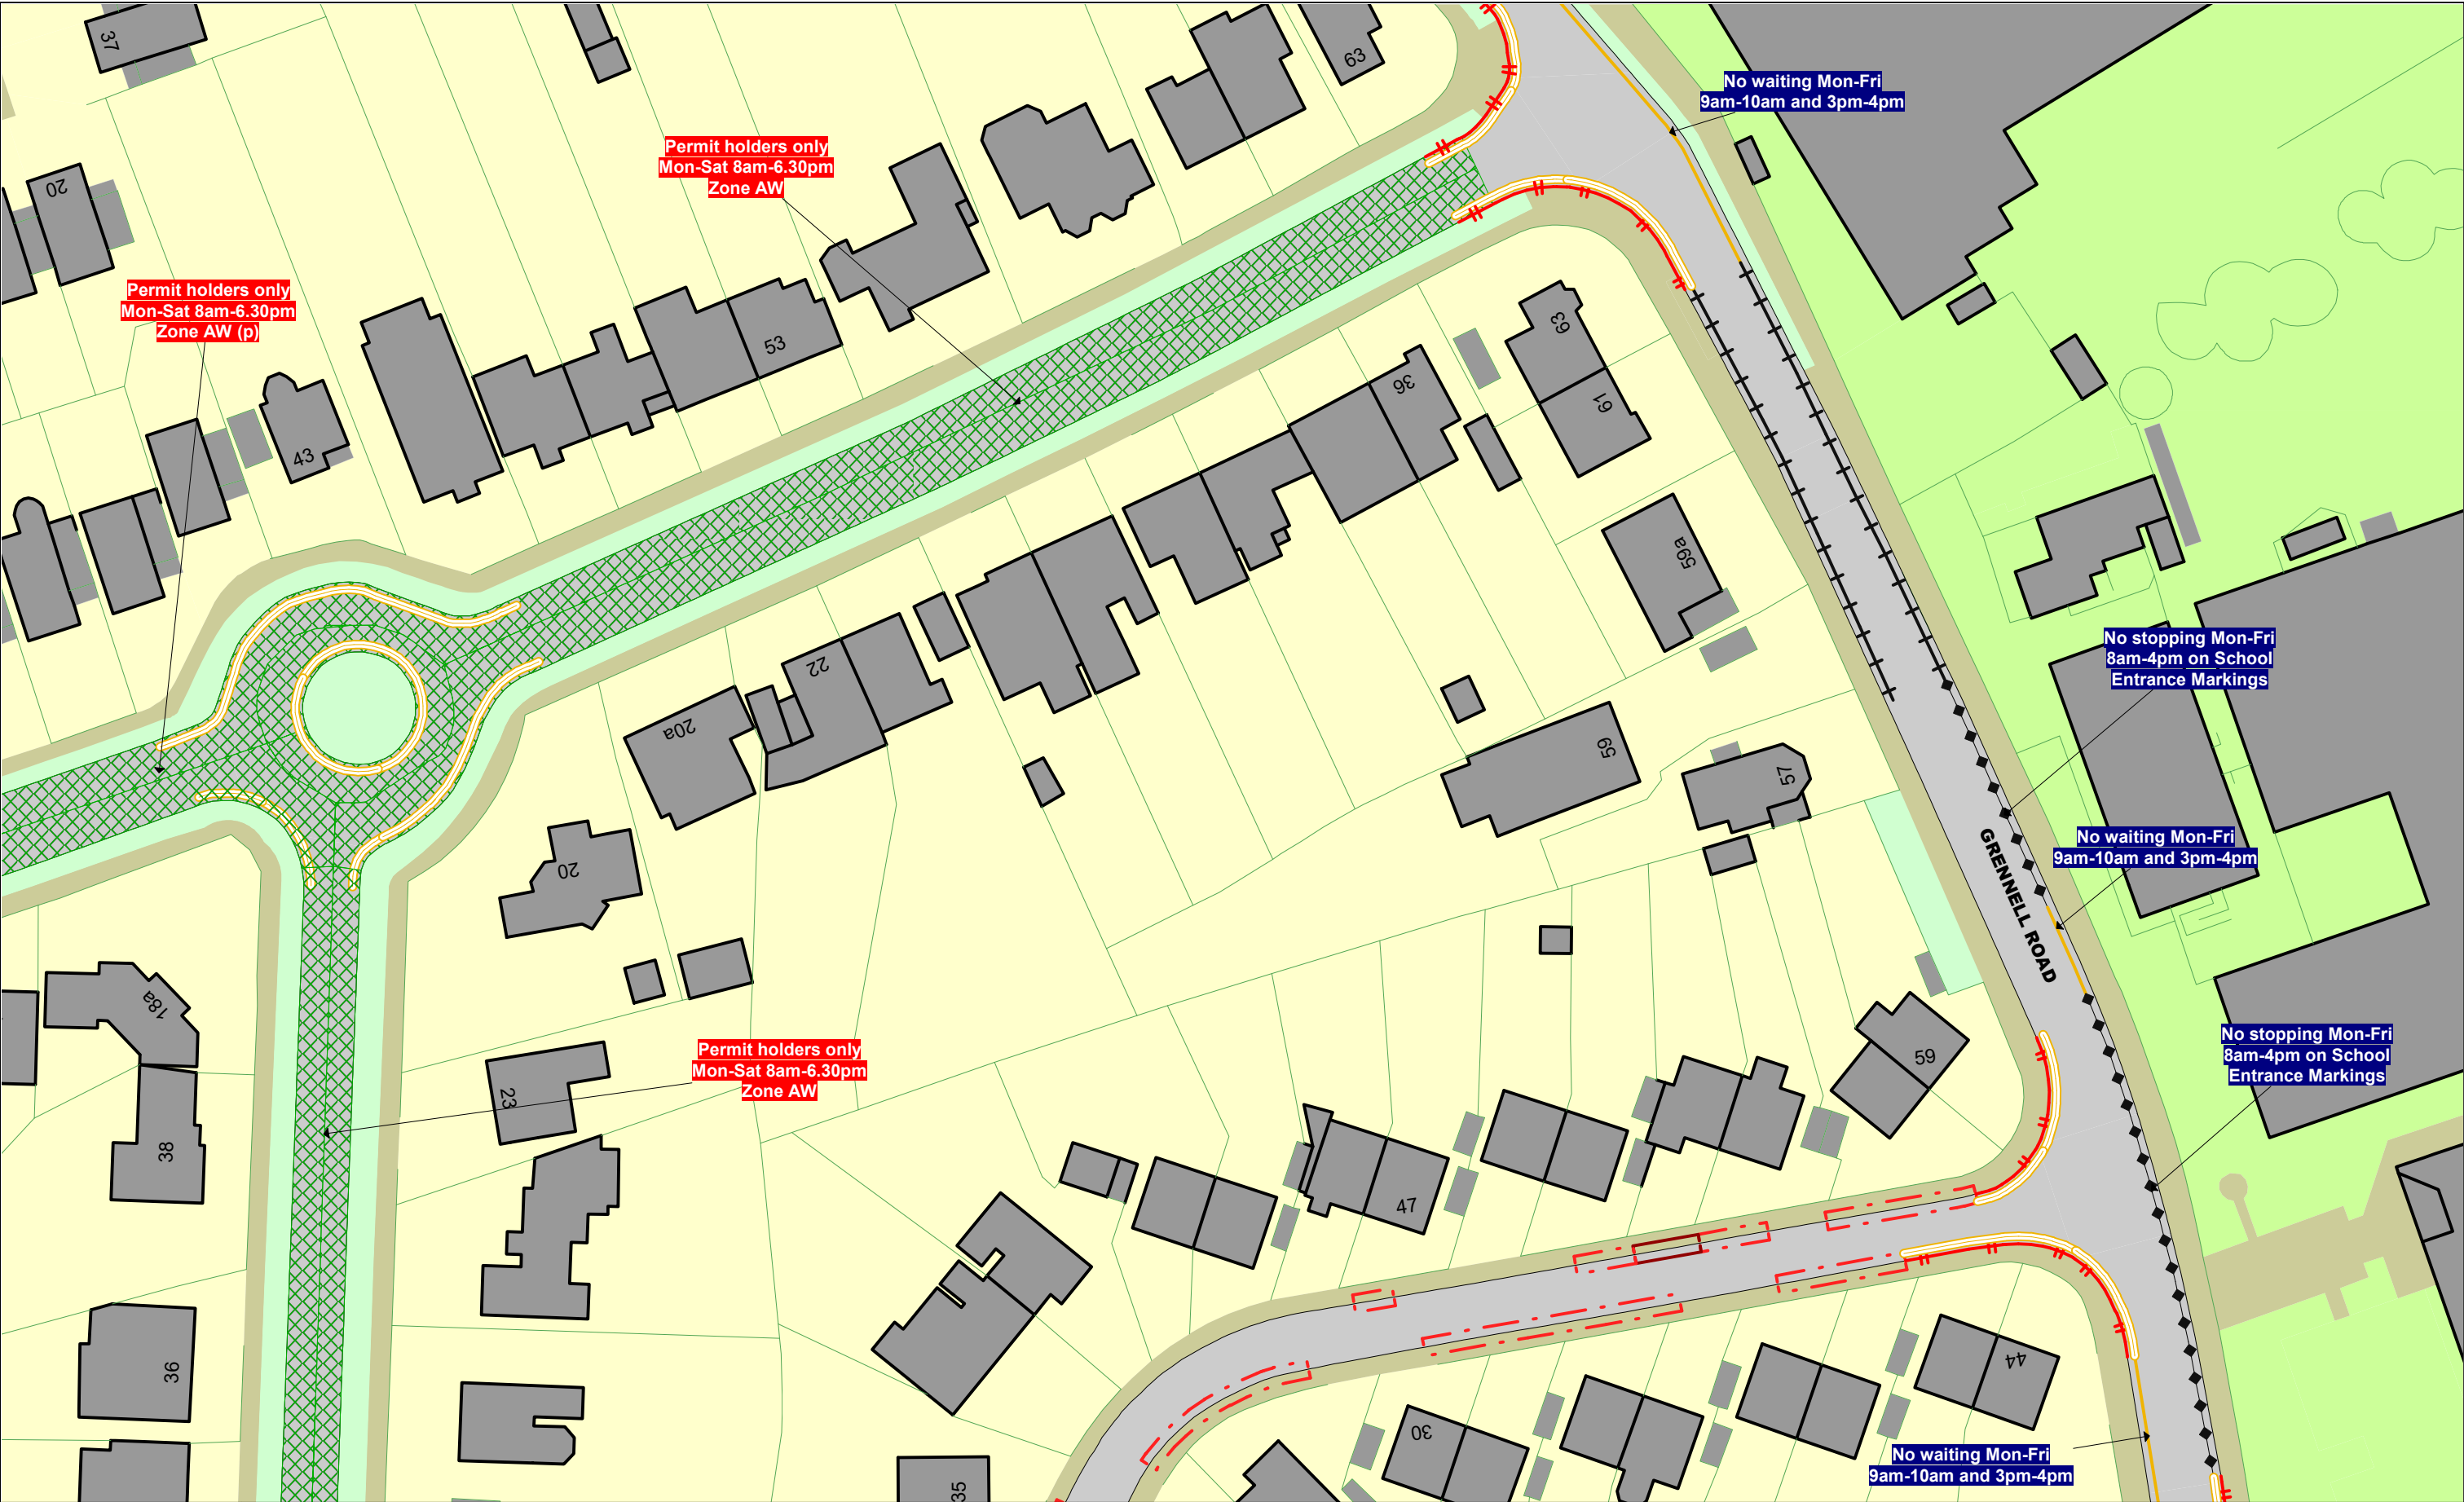 37
63
No waiting Mon-Fri
9am-10am and 3pm-4pm
Permit holders only
Mon-Sat 8am-6.30pm
Zone AW
20
Permit holders only
Mon-Sat 8am-6.30pm
Zone AW (p)
53
63
36
61
43
59a
No stopping Mon-Fri
8am-4pm on School
Entrance Markings
22
20a
59
57
No waiting Mon-Fri
9am-10am and 3pm-4pm
GRENNELL ROAD
20
18a
No stopping Mon-Fri
8am-4pm on School
Entrance Markings
Permit holders only
Mon-Sat 8am-6.30pm
Zone AW
59
23
38
47
36
44
30
No waiting Mon-Fri
9am-10am and 3pm-4pm
35